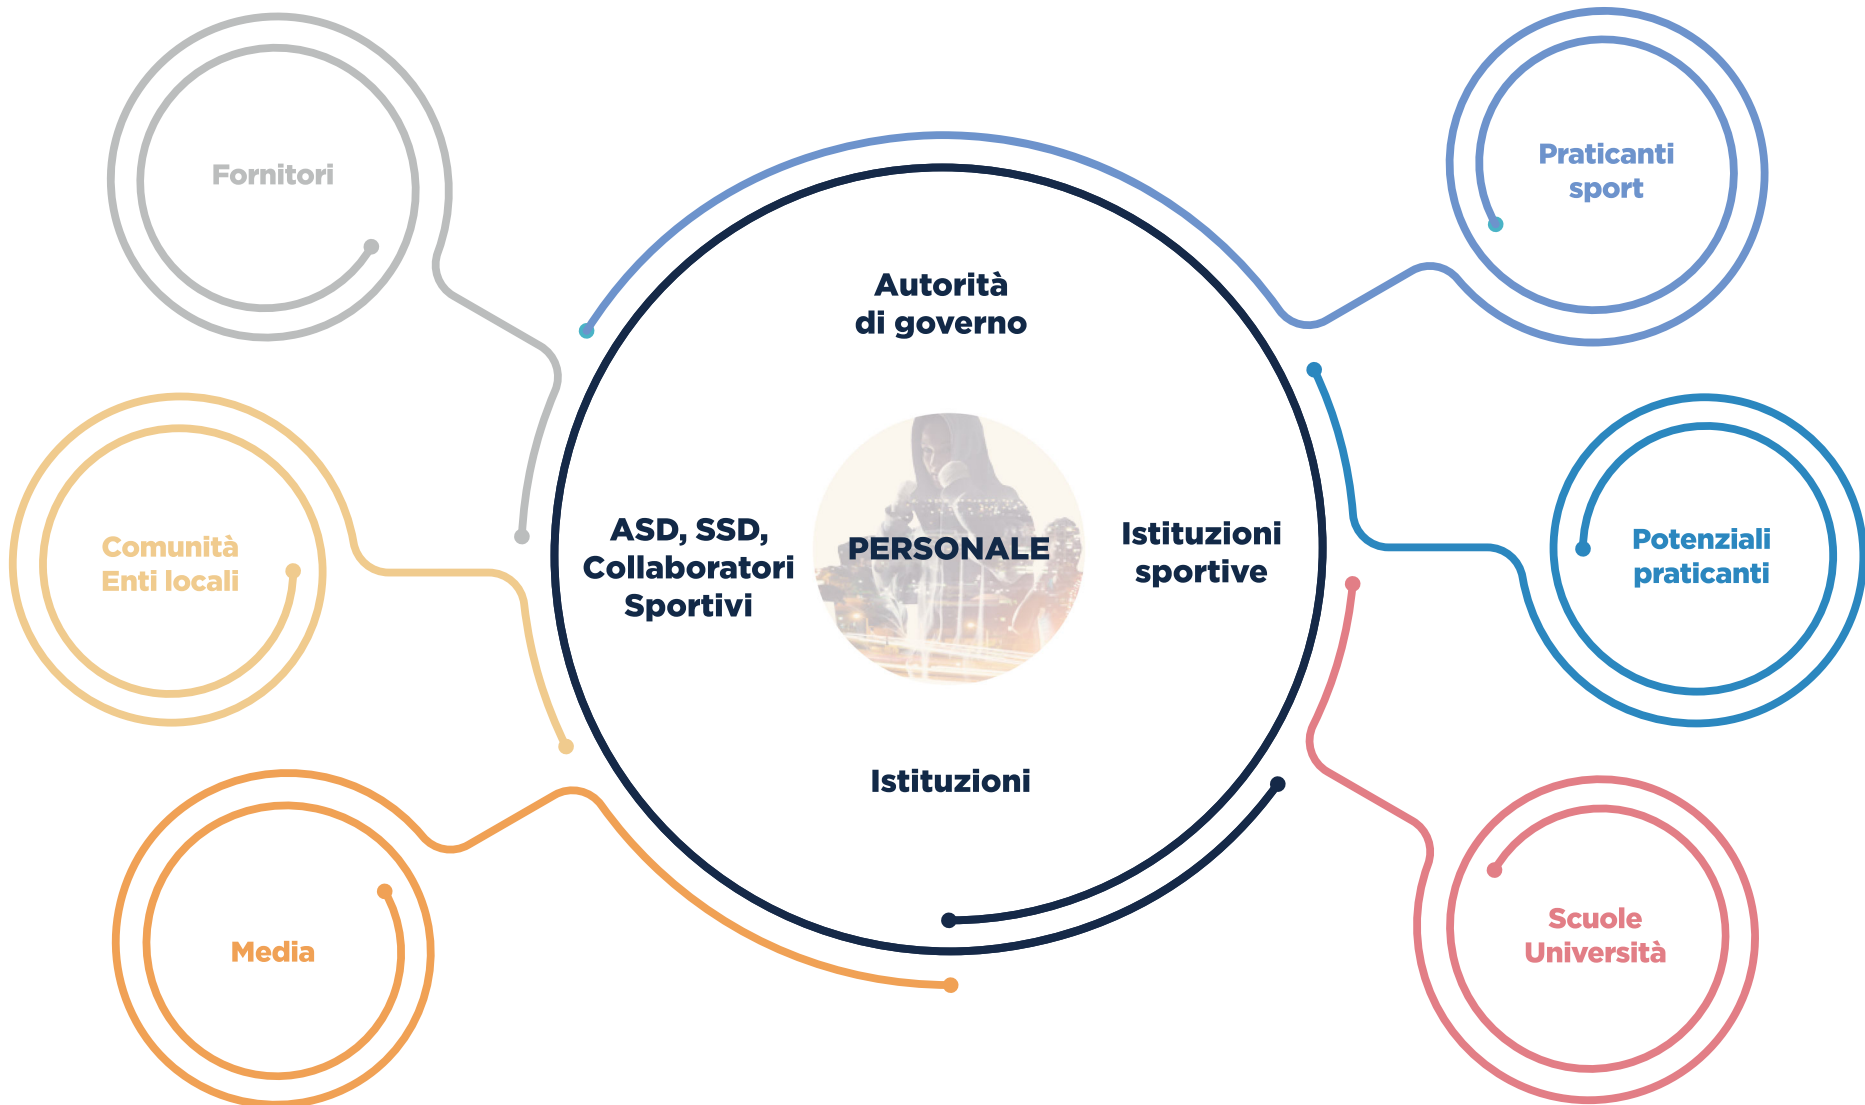 Fornitori
Praticanti
sport
Autorità
di governo
Comunità
Enti locali
ASD, SSD,
Collaboratori
Sportivi
PERSONALE
Istituzioni
sportive
Potenziali
praticanti
Istituzioni
Media
Scuole
Università